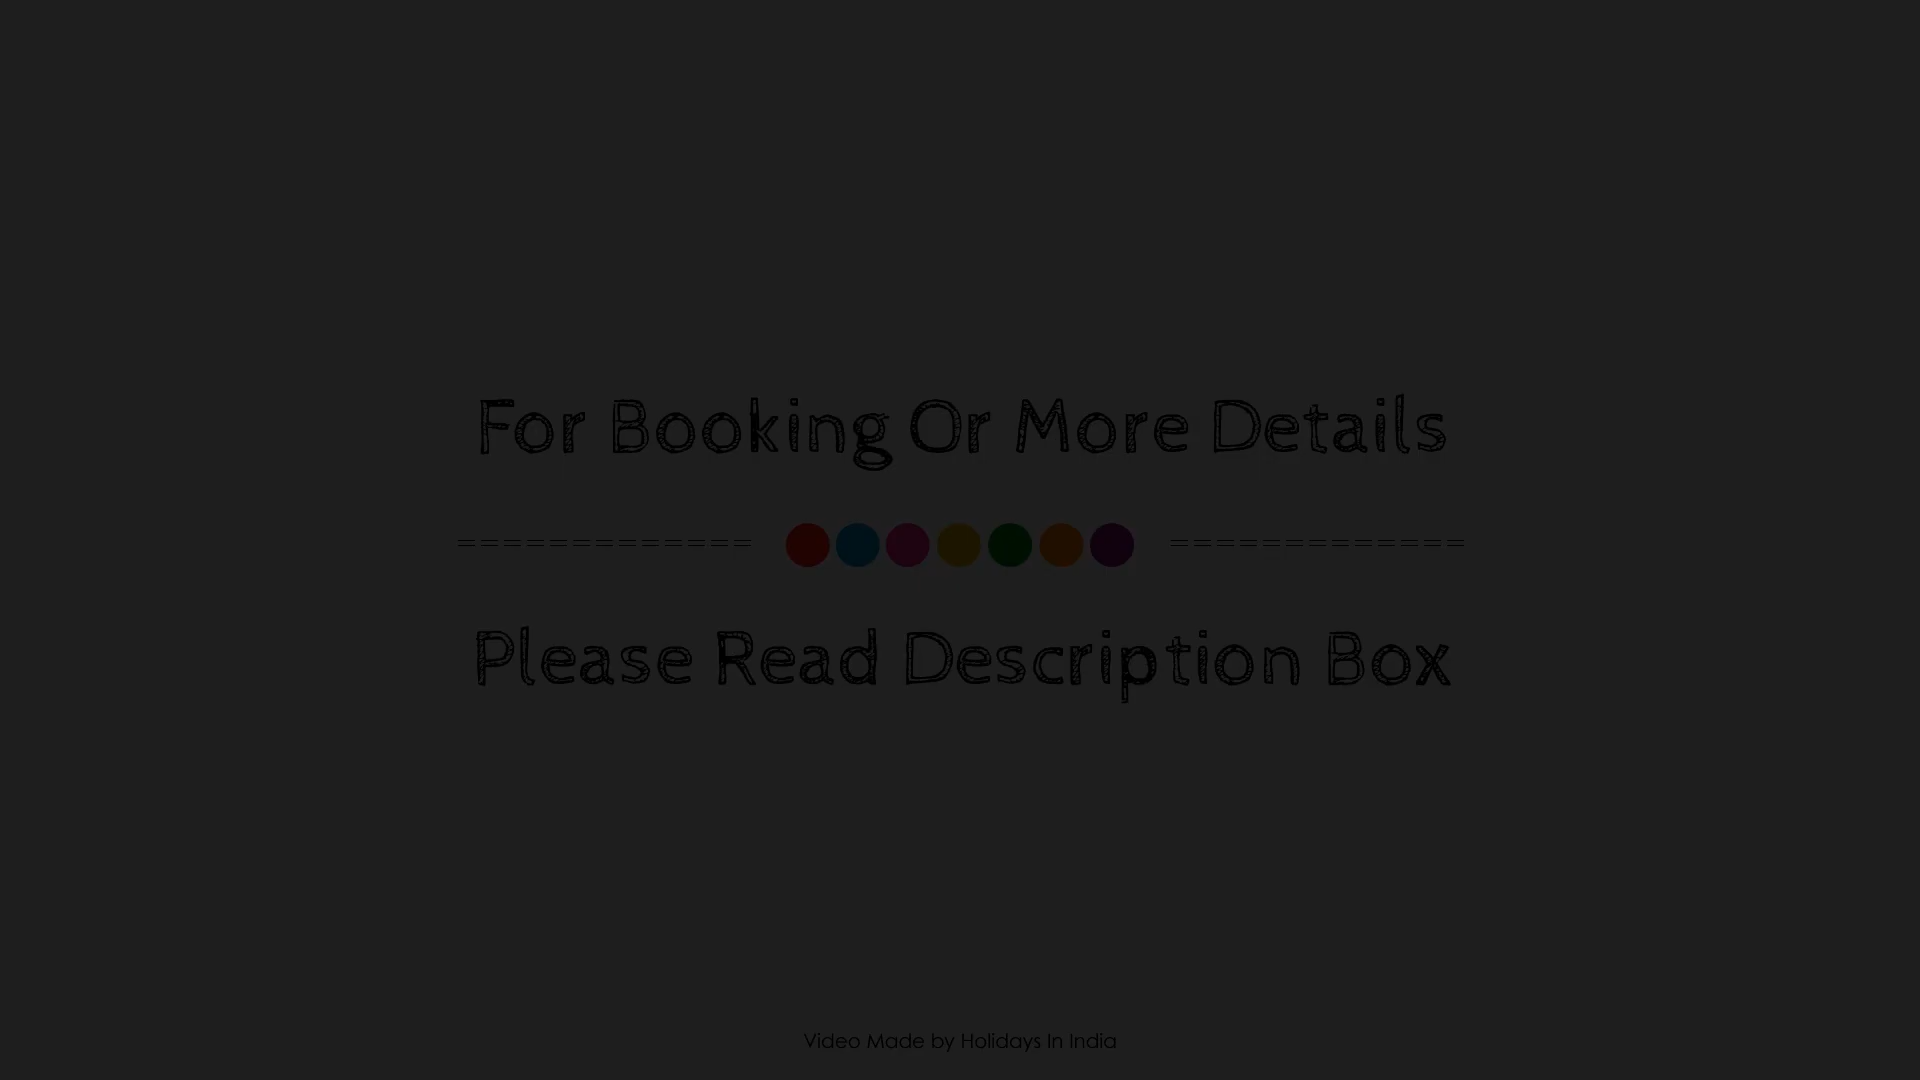 For Booking Or More Details
============= =============
Please Read Description Box
Video Made by Holidays In India